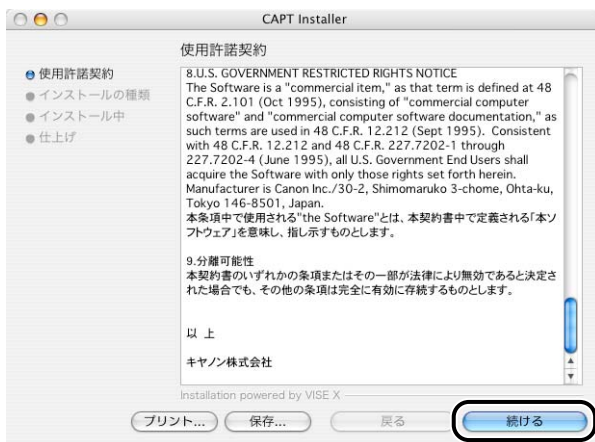 CAPT Installer
使用許諾契約
使用許諾契約
インストールの種類
インストール中
仕上げ
8.U.S. GOVERNMENT RESTRICTED RIGHTS NOTICE
The Software is a "commercial item," as that term is defined at 48
C.F.R. 2.101 (Oct 1995), consisting of "commercial computer
software" and "commercial computer software documentation," as
such terms are used in 48 C.F.R. 12.212 (Sept 1995). Consistent
with 48 C.F.R. 12.212 and 48 C.F.R. 227.7202-1 through
227.7202-4 (June 1995), all U.S. Government End Users shall
acquire the Software with only those rights set forth herein.
Manufacturer is Canon Inc./30-2, Shimomaruko 3-chome, Ohta-ku,
Tokyo 146-8501, Japan.
本条項中で使用される"the Software"とは、本契約書中で定義される「本ソ
フトウェア」を意味し、指し示すものとします。
9.分離可能性
本契約書のいずれかの条項またはその一部が法律により無効であると決定さ
れた場合でも、その他の条項は完全に有効に存続するものとします。
以 上
キヤノン株式会社
Installation powered by VISE X
プリント...
保存...
戻る
続ける